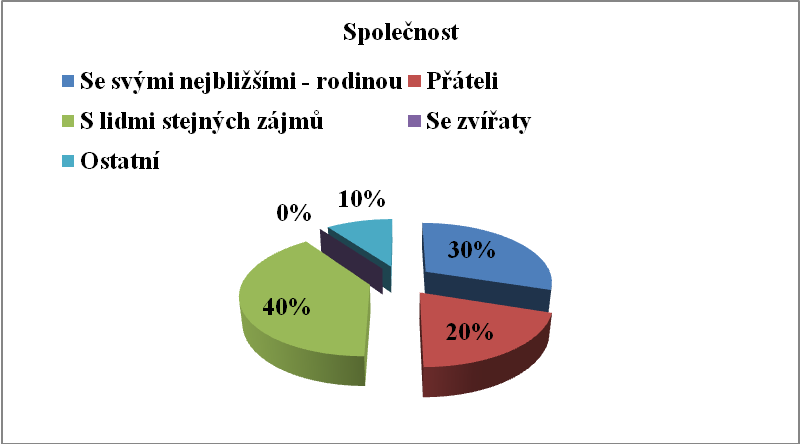 Společnost
Se svými nejbližšími - rodinou
Přáteli
S lidmi stejných zájmů
Se zvířaty
Ostatní
0%
10%
30%
40%
20%